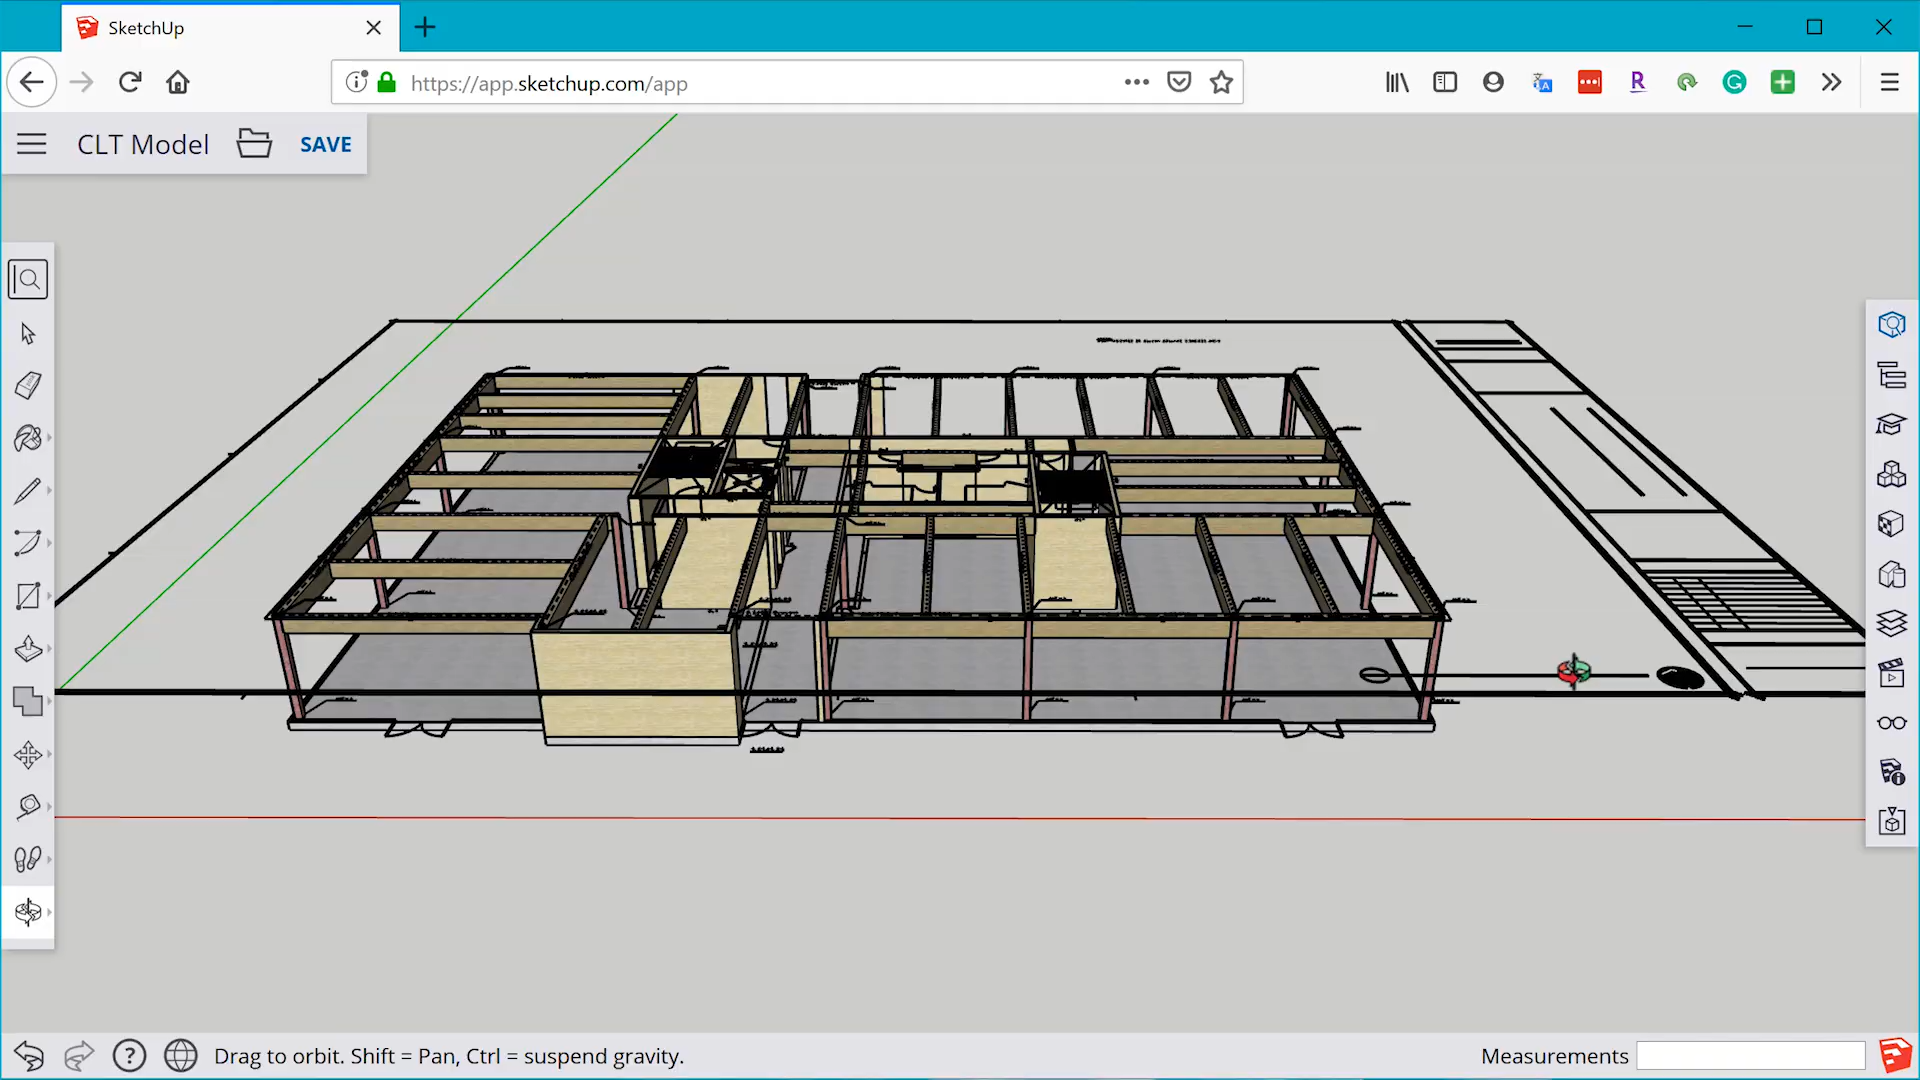 SketchUp
https://app.sketchup.com/app
CLT Model
SAVE
Drag to orbit. Shift = Pan, Ctrl = suspend gravity.
Measurements